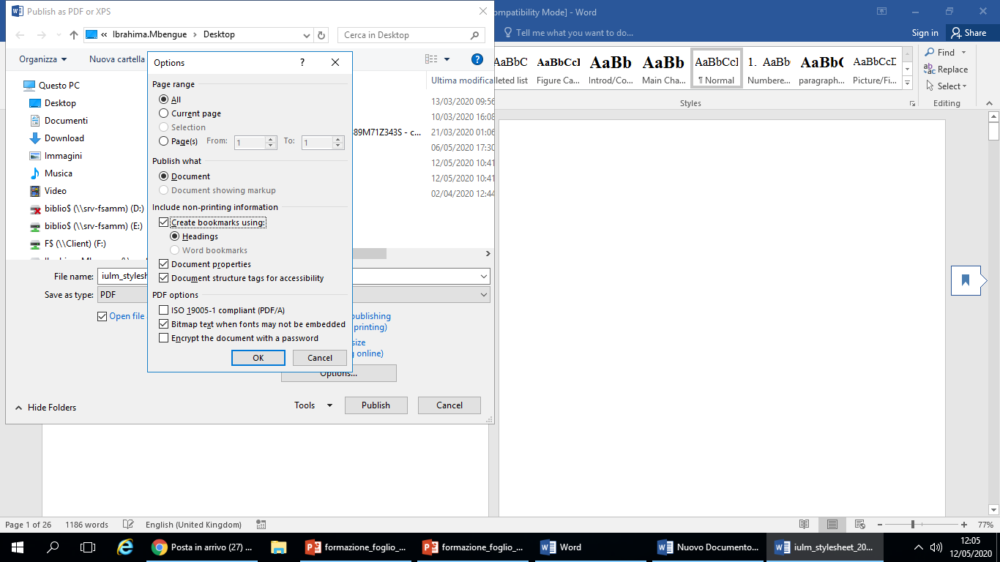 Publish as PDF or XPS
ompatibility Mode] - Word
« Ibrahima.Mbengue > Desktop
Cerca in Desktop
Tell me what you want to do...
Sign in
Share
Organizza
Nuova cartella
Options
?
AaBbC AaBbCcI AaBb AaBb AaBbCcI 1. AaBb AaBbC AaBbCcD
lleted list Figure Ca... Introd/Co... Main Cha... ¶ Normal Numbere... paragraph... Picture/Fi...
Styles
Find
Replace
Select
Editing
Questo PC
Desktop
Documenti
Download
Immagini
Musica
Video
biblio$ (\\srv-fsamm) (D:)
biblio$ (\\srv-fsamm) (E:)
F$ (\\Client) (F:)
Ultima modifica
13/03/2020 09:56
10/03/2020 16:08
89M71Z343S - c... 21/03/2020 01:06
06/05/2020 17:30
12/05/2020 10:41
12/05/2020 10:41
02/04/2020 12:44
Page range
All
Current page
Selection
Page(s) From: 1 To: 1
Publish what
Document
Document showing markup
Include non-printing information
Create bookmarks using:
Headings
Word bookmarks
Document properties
Document structure tags for accessibility
PDF options
ISO 19005-1 compliant (PDF/A)
Bitmap text when fonts may not be embedded
Encrypt the document with a password
OK Cancel
File name: iulm_stylesh
Save as type: PDF
Open file
publishing
printing)
size
online)
Options...
Hide Folders
Tools
Publish
Cancel
Page 1 of 26 1186 words English (United Kingdom)
77%
Posta in arrivo (27) ...
formazione_foglio_...
formazione_foglio_...
Word
Nuovo Documento...
iulm_stylesheet_20...
12:05
12/05/2020